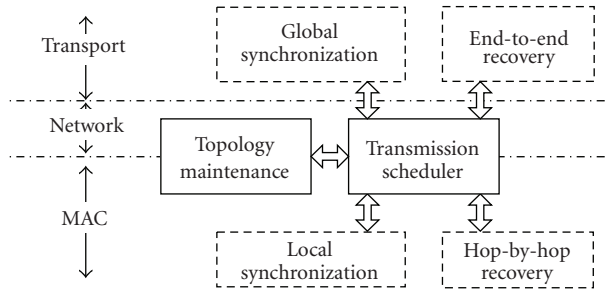 Transport
Global
synchronization
End-to-end
recovery
Network
Topology
maintenance
Transmission
scheduler
MAC
Local
synchronization
Hop-by-hop
recovery